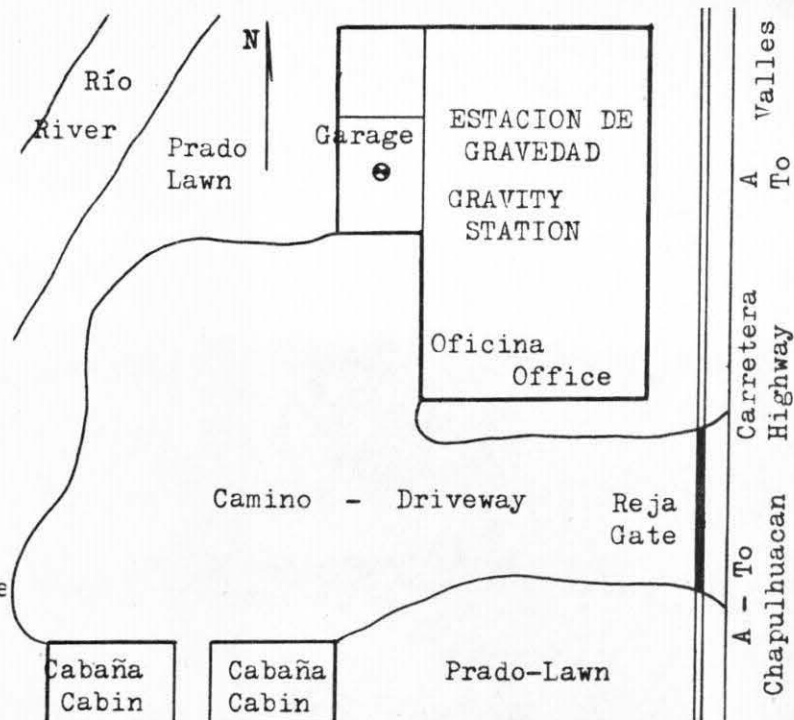 N
Río
River
Prado
Lawn
Garage
ESTACION DE
GRAVEDAD
GRAVITY
STATION
Oficina
Office
Camino - Driveway
Reja
Gate
Cabaña
Cabin
Cabaña
Cabin
Prado-Lawn
A Valles
To
Carretera
Highway
A - To
Chapulhuacan